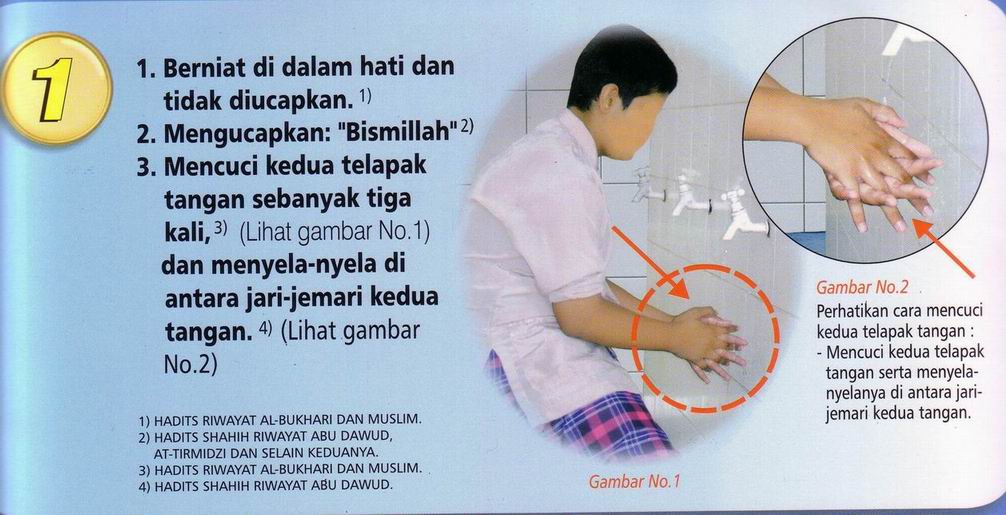 1
1. Berniat di dalam hati dan
tidak diucapkan. 1)
2. Mengucapkan: "Bismillah" 2)
3. Mencuci kedua telapak
tangan sebanyak tiga
kali, 3) (Lihat gambar No.1)
dan menyela-nyela di
antara jari-jemari kedua
tangan. 4) (Lihat gambar
No.2)
1) HADITS RIWAYAT AL-BUKHARI DAN MUSLIM.
2) HADITS SHAHIH RIWAYAT ABU DAWUD,
AT-TIRMIDZI DAN SELAIN KEDUANYA.
3) HADITS RIWAYAT AL-BUKHARI DAN MUSLIM.
4) HADITS SHAHIH RIWAYAT ABU DAWUD.
Gambar No.1
Gambar No.2
Perhatikan cara mencuci
kedua telapak tangan :
- Mencuci kedua telapak
tangan serta menyela-
nyelanya di antara jari-
jemari kedua tangan.